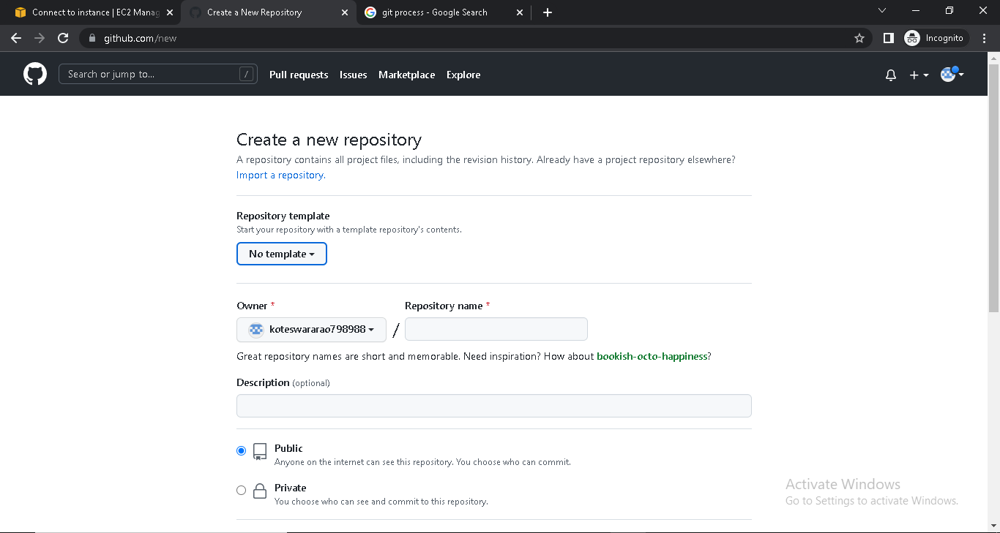 Connect to instance | EC2 Manag
Create a New Repository
git process - Google Search
github.com/new
Incognito
Search or jump to...
/
Pull requests
Issues
Marketplace
Explore
Create a new repository
A repository contains all project files, including the revision history. Already have a project repository elsewhere?
Import a repository.
Repository template
Start your repository with a template repository's contents.
No template
Owner *
Repository name *
koteswararao798988
/
Great repository names are short and memorable. Need inspiration? How about bookish-octo-happiness?
Description (optional)
Public
Anyone on the internet can see this repository. You choose who can commit.
Private
You choose who can see and commit to this repository.
Activate Windows
Go to Settings to activate Windows.